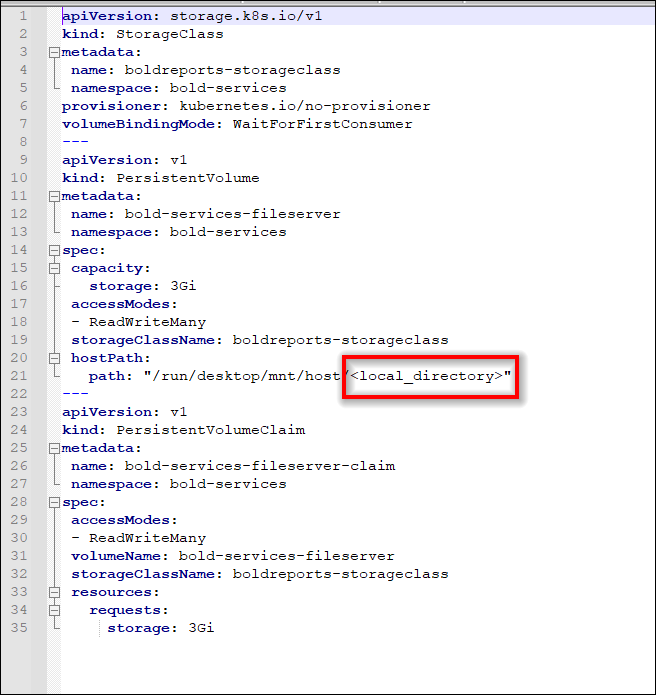 1 apiVersion: storage.k8s.io/v1
2 kind: StorageClass
3 metadata:
4 name: boldreports-storageclass
5 namespace: bold-services
6 provisioner: kubernetes.io/no-provisioner
7 volumeBindingMode: WaitForFirstConsumer
8 ---
9 apiVersion: v1
10 kind: PersistentVolume
11 metadata:
12 name: bold-services-fileserver
13 namespace: bold-services
14 spec:
15 capacity:
16 storage: 3Gi
17 accessModes:
18 - ReadWriteMany
19 storageClassName: boldreports-storageclass
20 hostPath:
21 path: "/run/desktop/mnt/host/<local_directory>"
22 ---
23 apiVersion: v1
24 kind: PersistentVolumeClaim
25 metadata:
26 name: bold-services-fileserver-claim
27 namespace: bold-services
28 spec:
29 accessModes:
30 - ReadWriteMany
31 volumeName: bold-services-fileserver
32 storageClassName: boldreports-storageclass
33 resources:
34 requests:
35 storage: 3Gi